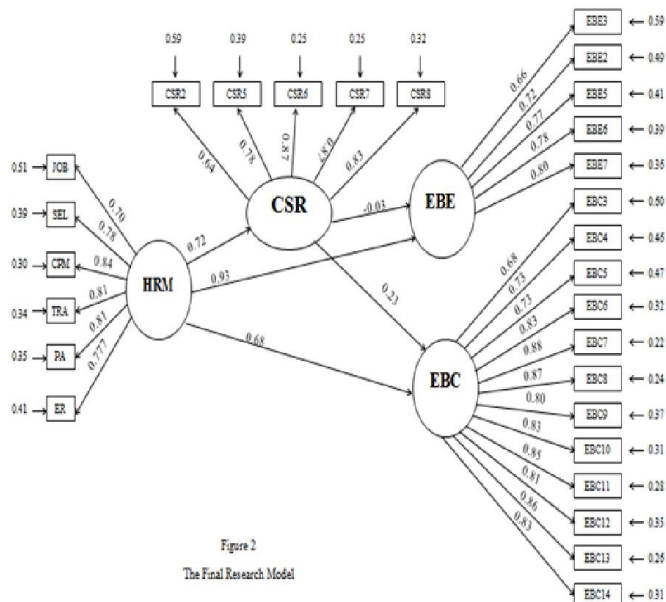 0.59 0.39 0.25 0.25 0.32
CSR2 CSR5 CSR6 CSR7 CSR8
0.64 0.78 0.87 0.87 0.83
CSR
0.51 JOB 0.70
0.39 SEL 0.78
0.30 CPM 0.84
0.34 TRA 0.81
0.35 PA 0.81
0.41 ER 0.777
HRM
0.72
0.93
0.68
-0.03
0.23
EBE
0.66 EBE3 0.59
0.72 EBE2 0.49
0.77 EBE5 0.41
0.78 EBE6 0.39
0.80 EBE7 0.36
EBC
0.68 EBC3 0.60
0.73 EBC4 0.46
0.73 EBC5 0.47
0.83 EBC6 0.32
0.88 EBC7 0.22
0.87 EBC8 0.24
0.80 EBC9 0.37
0.83 EBC10 0.31
0.85 EBC11 0.28
0.81 EBC12 0.35
0.86 EBC13 0.26
0.83 EBC14 0.31
Figure 2
The Final Research Model